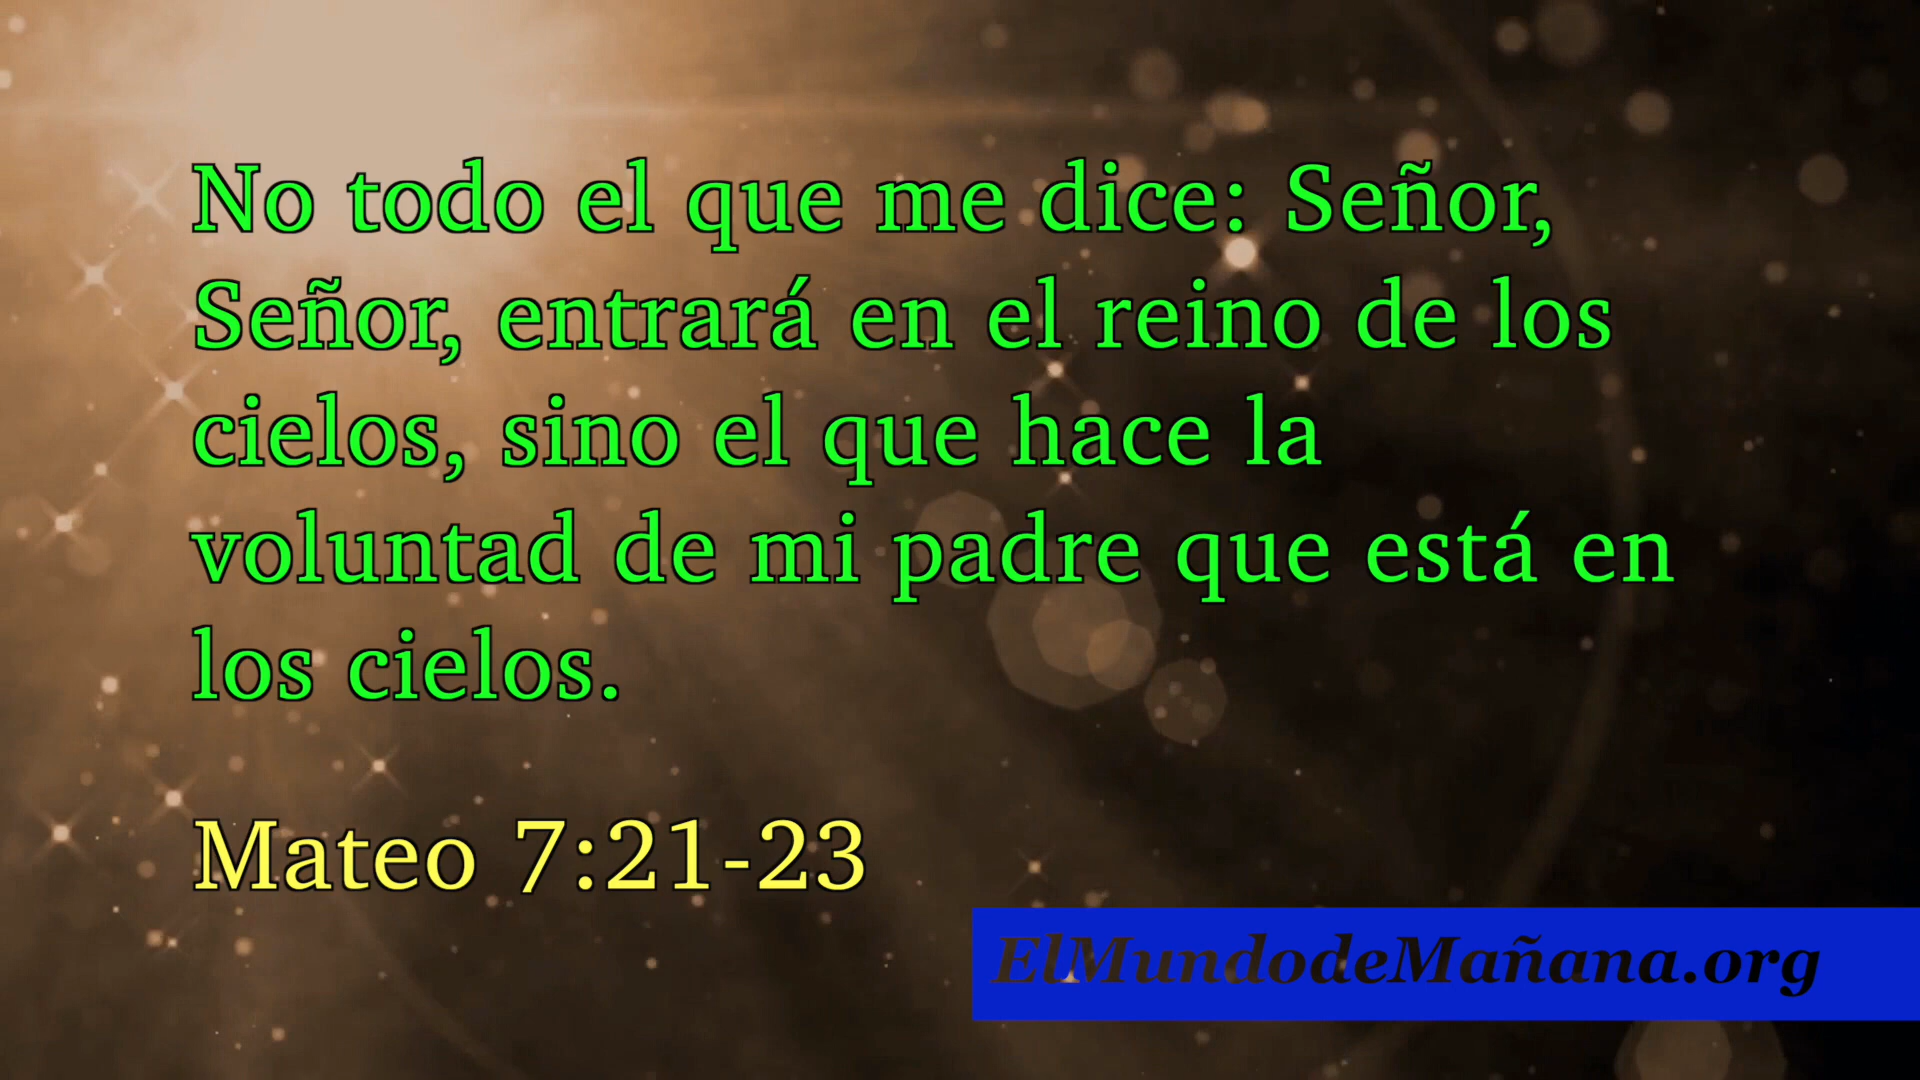 No todo el que me dice: Señor,
Señor, entrará en el reino de los
cielos, sino el que hace la
voluntad de mi padre que está en
los cielos.
Mateo 7:21-23
ElMundodeMañana.org